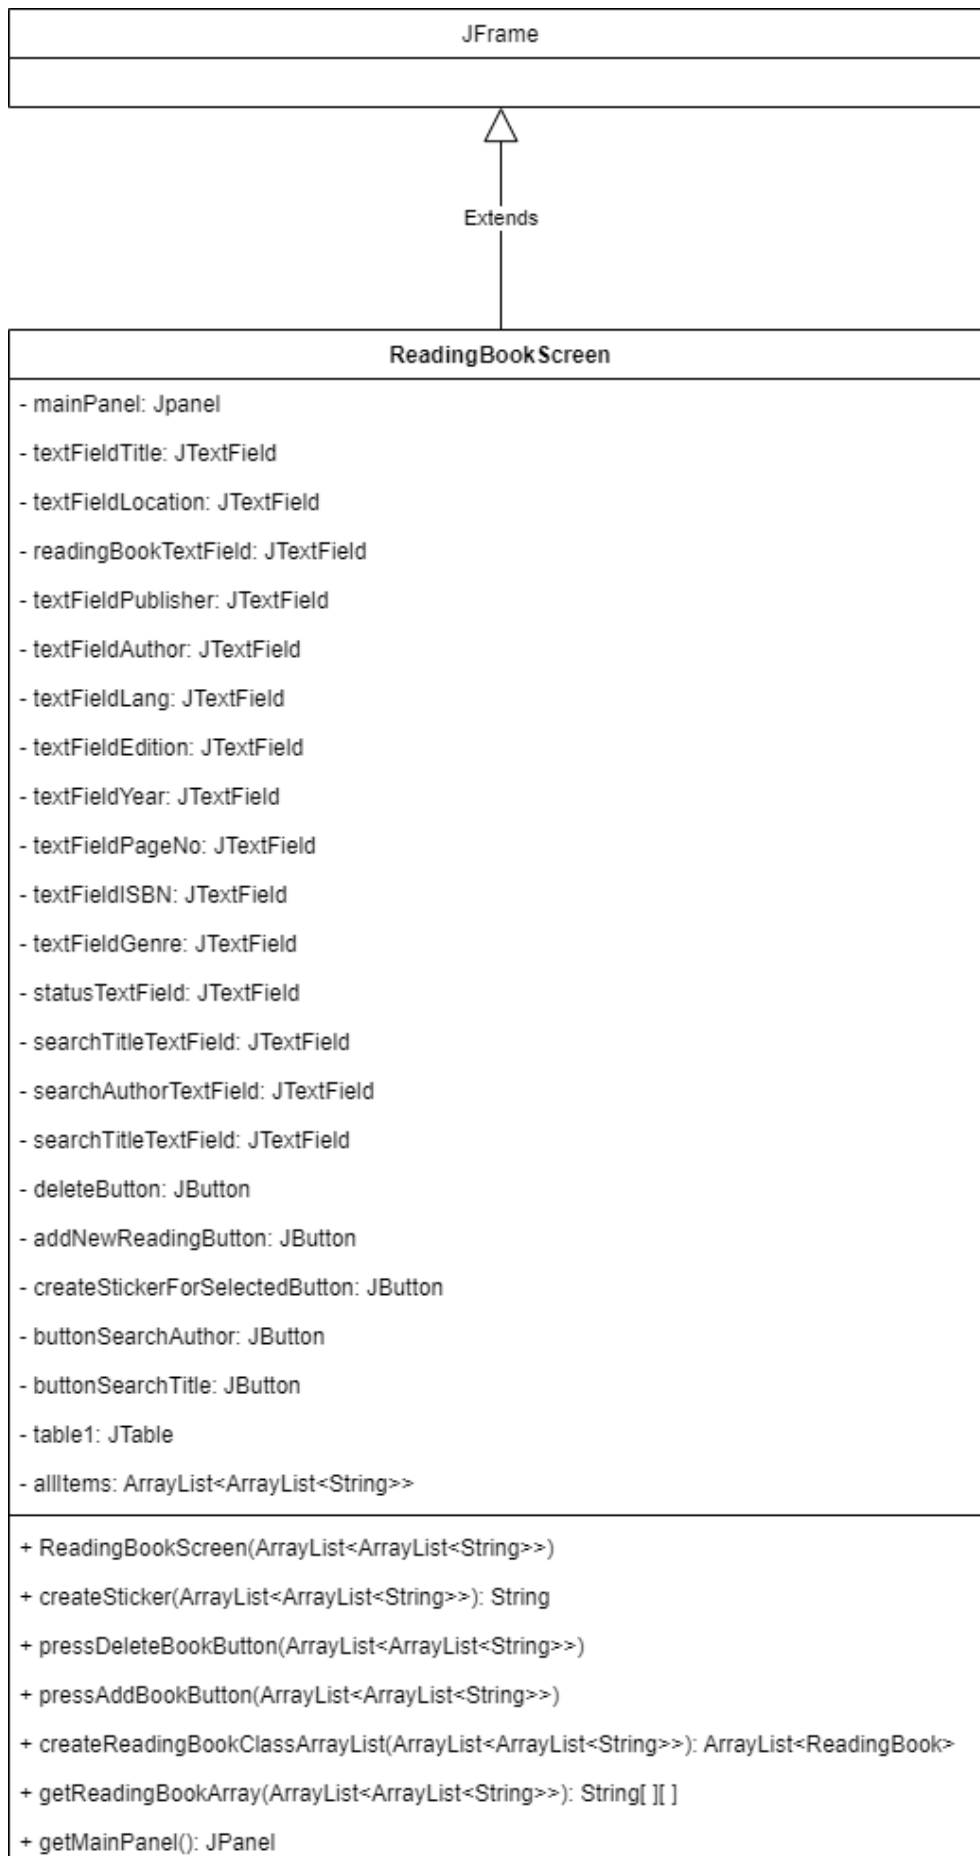 JFrame
Extends
ReadingBookScreen
- mainPanel: Jpanel
- textFieldTitle: JTextField
- textFieldLocation: JTextField
- readingBookTextField: JTextField
- textFieldPublisher: JTextField
- textFieldAuthor: JTextField
- textFieldLang: JTextField
- textFieldEdition: JTextField
- textFieldYear: JTextField
- textFieldPageNo: JTextField
- textFieldISBN: JTextField
- textFieldGenre: JTextField
- statusTextField: JTextField
- searchTitleTextField: JTextField
- searchAuthorTextField: JTextField
- searchTitleTextField: JTextField
- deleteButton: JButton
- addNewReadingButton: JButton
- createStickerForSelectedButton: JButton
- buttonSearchAuthor: JButton
- buttonSearchTitle: JButton
- table1: JTable
- allItems: ArrayList<ArrayList<String>>
+ ReadingBookScreen(ArrayList<ArrayList<String>>)
+ createSticker(ArrayList<ArrayList<String>>): String
+ pressDeleteBookButton(ArrayList<ArrayList<String>>)
+ pressAddBookButton(ArrayList<ArrayList<String>>)
+ createReadingBookClassArrayList(ArrayList<ArrayList<String>>): ArrayList<ReadingBook>
+ getReadingBookArray(ArrayList<ArrayList<String>>): String[ ][ ]
+ getMainPanel(): JPanel